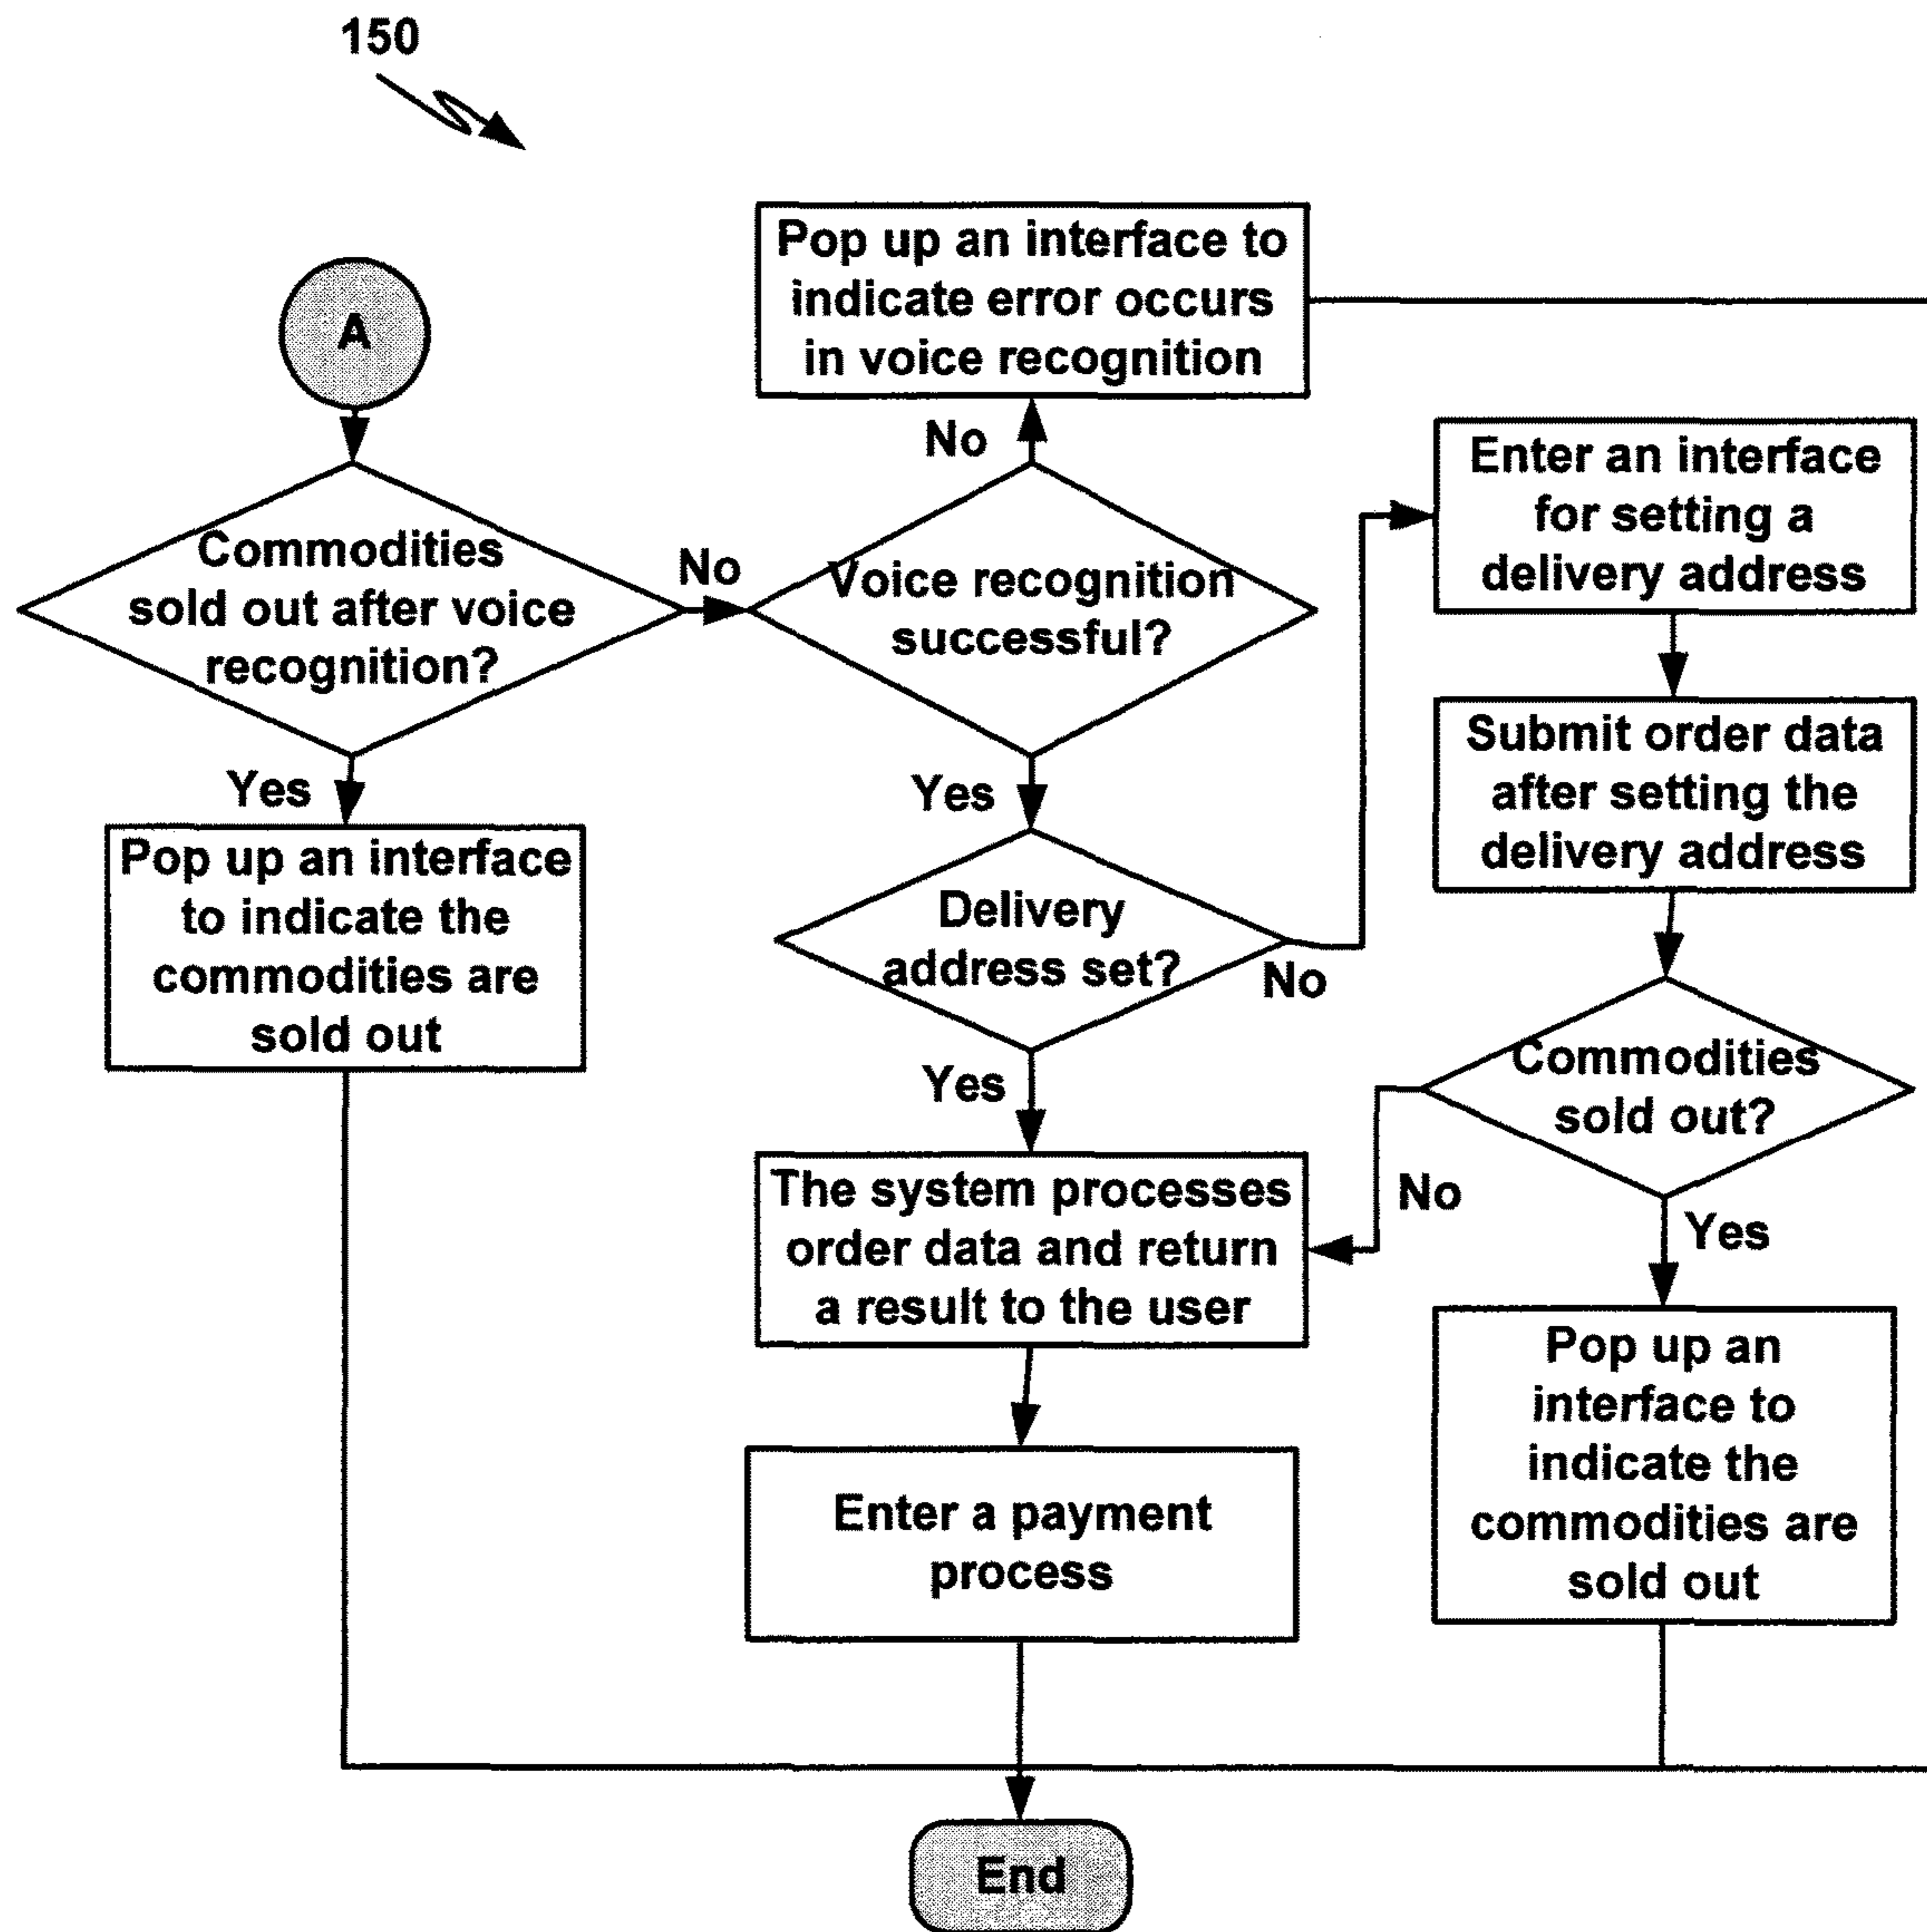 150
A
Commodities
sold out after voice
recognition?
No
Yes
Pop up an interface
to indicate the
commodities are
sold out
Pop up an interface to
indicate error occurs
in voice recognition
No
Voice recognition
successful?
Yes
Delivery
address set?
No
Yes
The system processes
order data and return
a result to the user
Enter a payment
process
Enter an interface
for setting a
delivery address
Submit order data
after setting the
delivery address
Commodities
sold out?
No
Yes
Pop up an
interface to
indicate the
commodities are
sold out
End